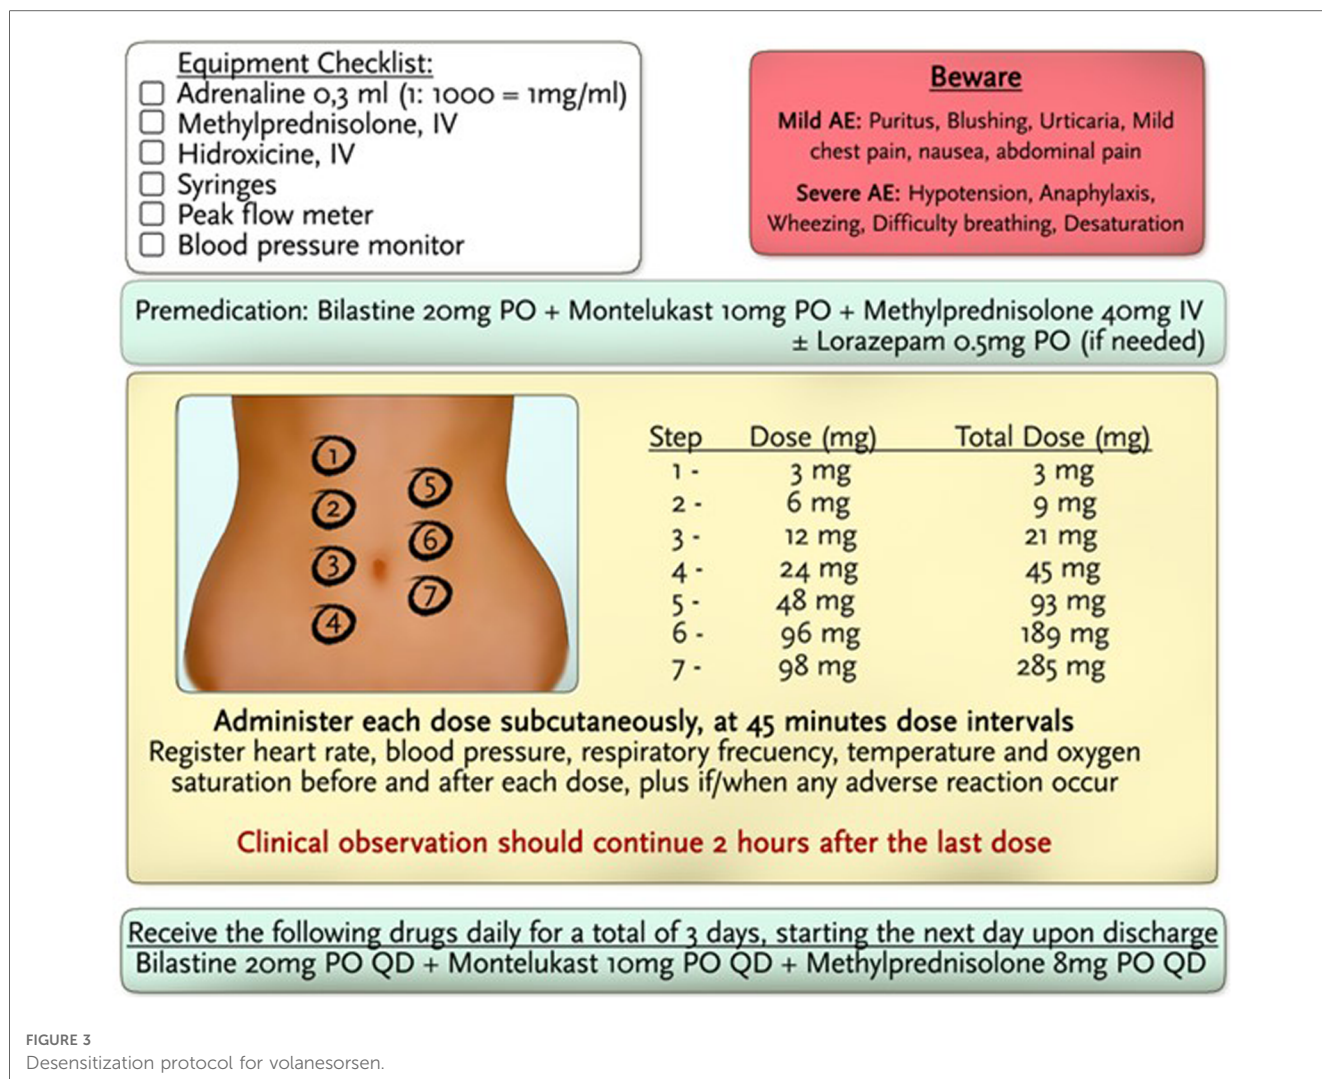 Equipment Checklist:
Adrenaline 0,3 ml (1: 1000 = 1mg/ml)
Methylprednisolone, IV
Hidroxicine, IV
Syringes
Peak flow meter
Blood pressure monitor
Beware
Mild AE: Puritus, Blushing, Urticaria, Mild
chest pain, nausea, abdominal pain
Severe AE: Hypotension, Anaphylaxis,
Wheezing, Difficulty breathing, Desaturation
Premedication: Bilastine 20mg PO + Montelukast 10mg PO + Methylprednisolone 40mg IV
± Lorazepam 0.5mg PO (if needed)
1
2
3
4
5
6
7
Step Dose (mg) Total Dose (mg)
1 - 3 mg 3 mg
2 - 6 mg 9 mg
3 - 12 mg 21 mg
4 - 24 mg 45 mg
5 - 48 mg 93 mg
6 - 96 mg 189 mg
7 - 98 mg 285 mg
Administer each dose subcutaneously, at 45 minutes dose intervals
Register heart rate, blood pressure, respiratory frecuency, temperature and oxygen
saturation before and after each dose, plus if/when any adverse reaction occur
Clinical observation should continue 2 hours after the last dose
Receive the following drugs daily for a total of 3 days, starting the next day upon discharge
Bilastine 20mg PO QD + Montelukast 10mg PO QD + Methylprednisolone 8mg PO QD
FIGURE 3
Desensitization protocol for volanesorsen.